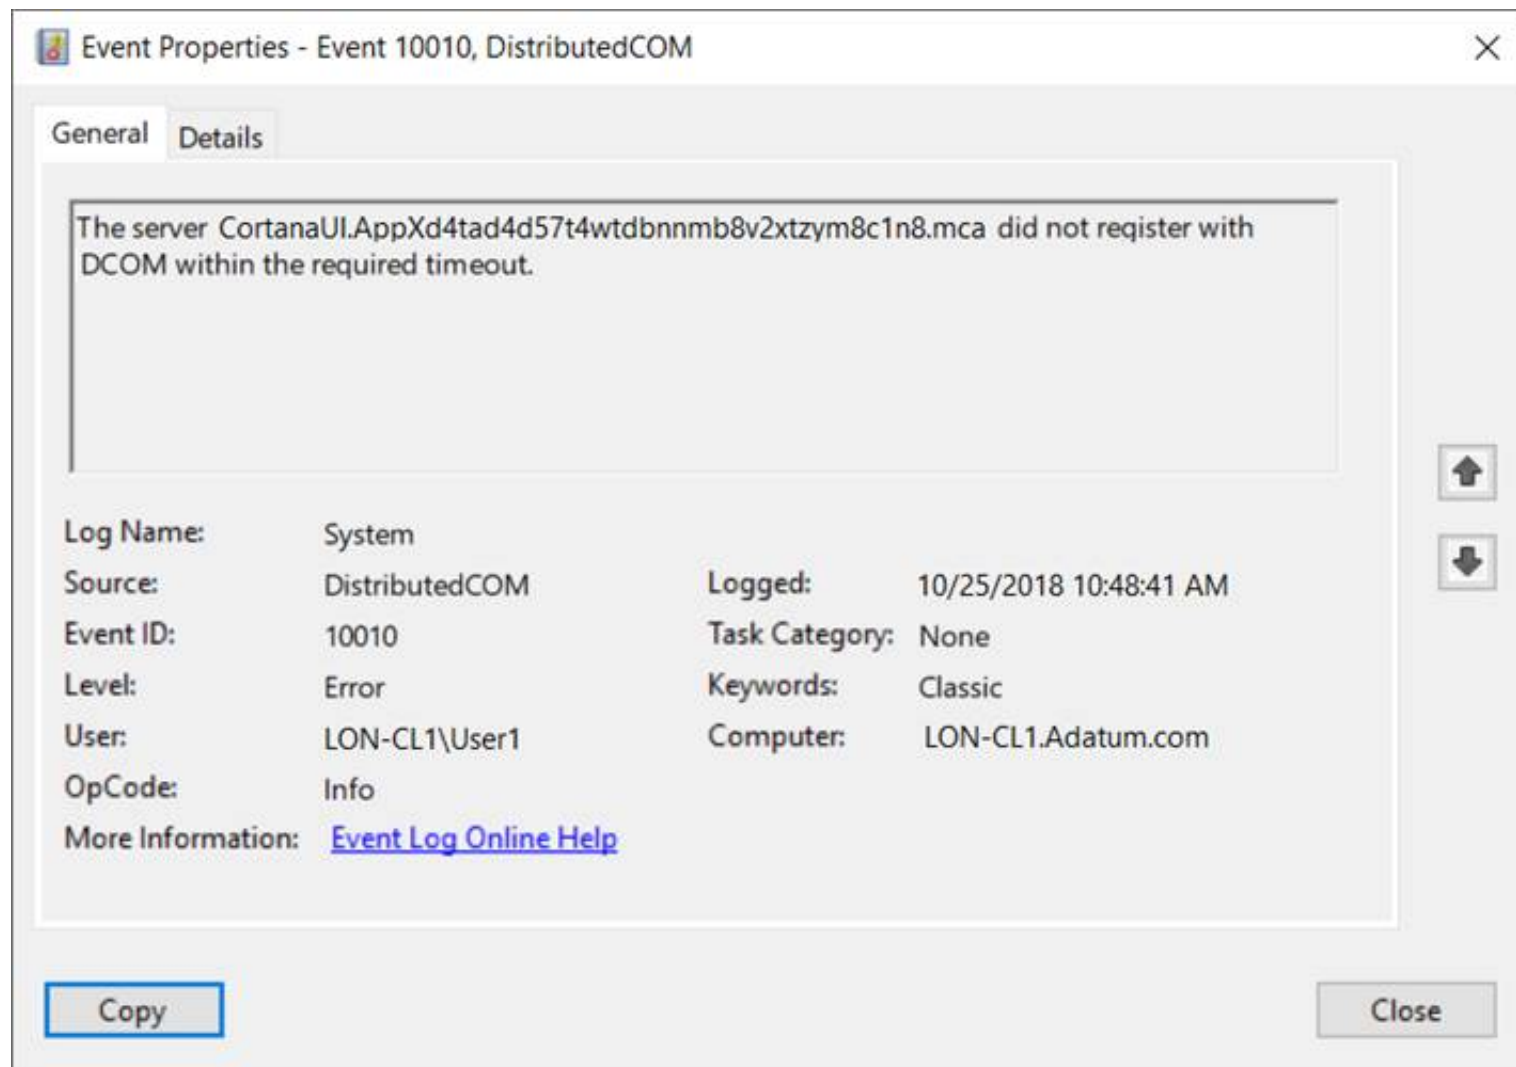 Event Properties - Event 10010, DistributedCOM
General Details
The server CortanaUI.AppXd4tad4d57t4wtdbnnmb8v2xtzym8c1n8.mca did not register with
DCOM within the required timeout.
Log Name: System
Source: DistributedCOM Logged: 10/25/2018 10:48:41 AM
Event ID: 10010 Task Category: None
Level: Error Keywords: Classic
User: LON-CL1\User1 Computer: LON-CL1.Adatum.com
OpCode: Info
More Information: Event Log Online Help
Copy Close